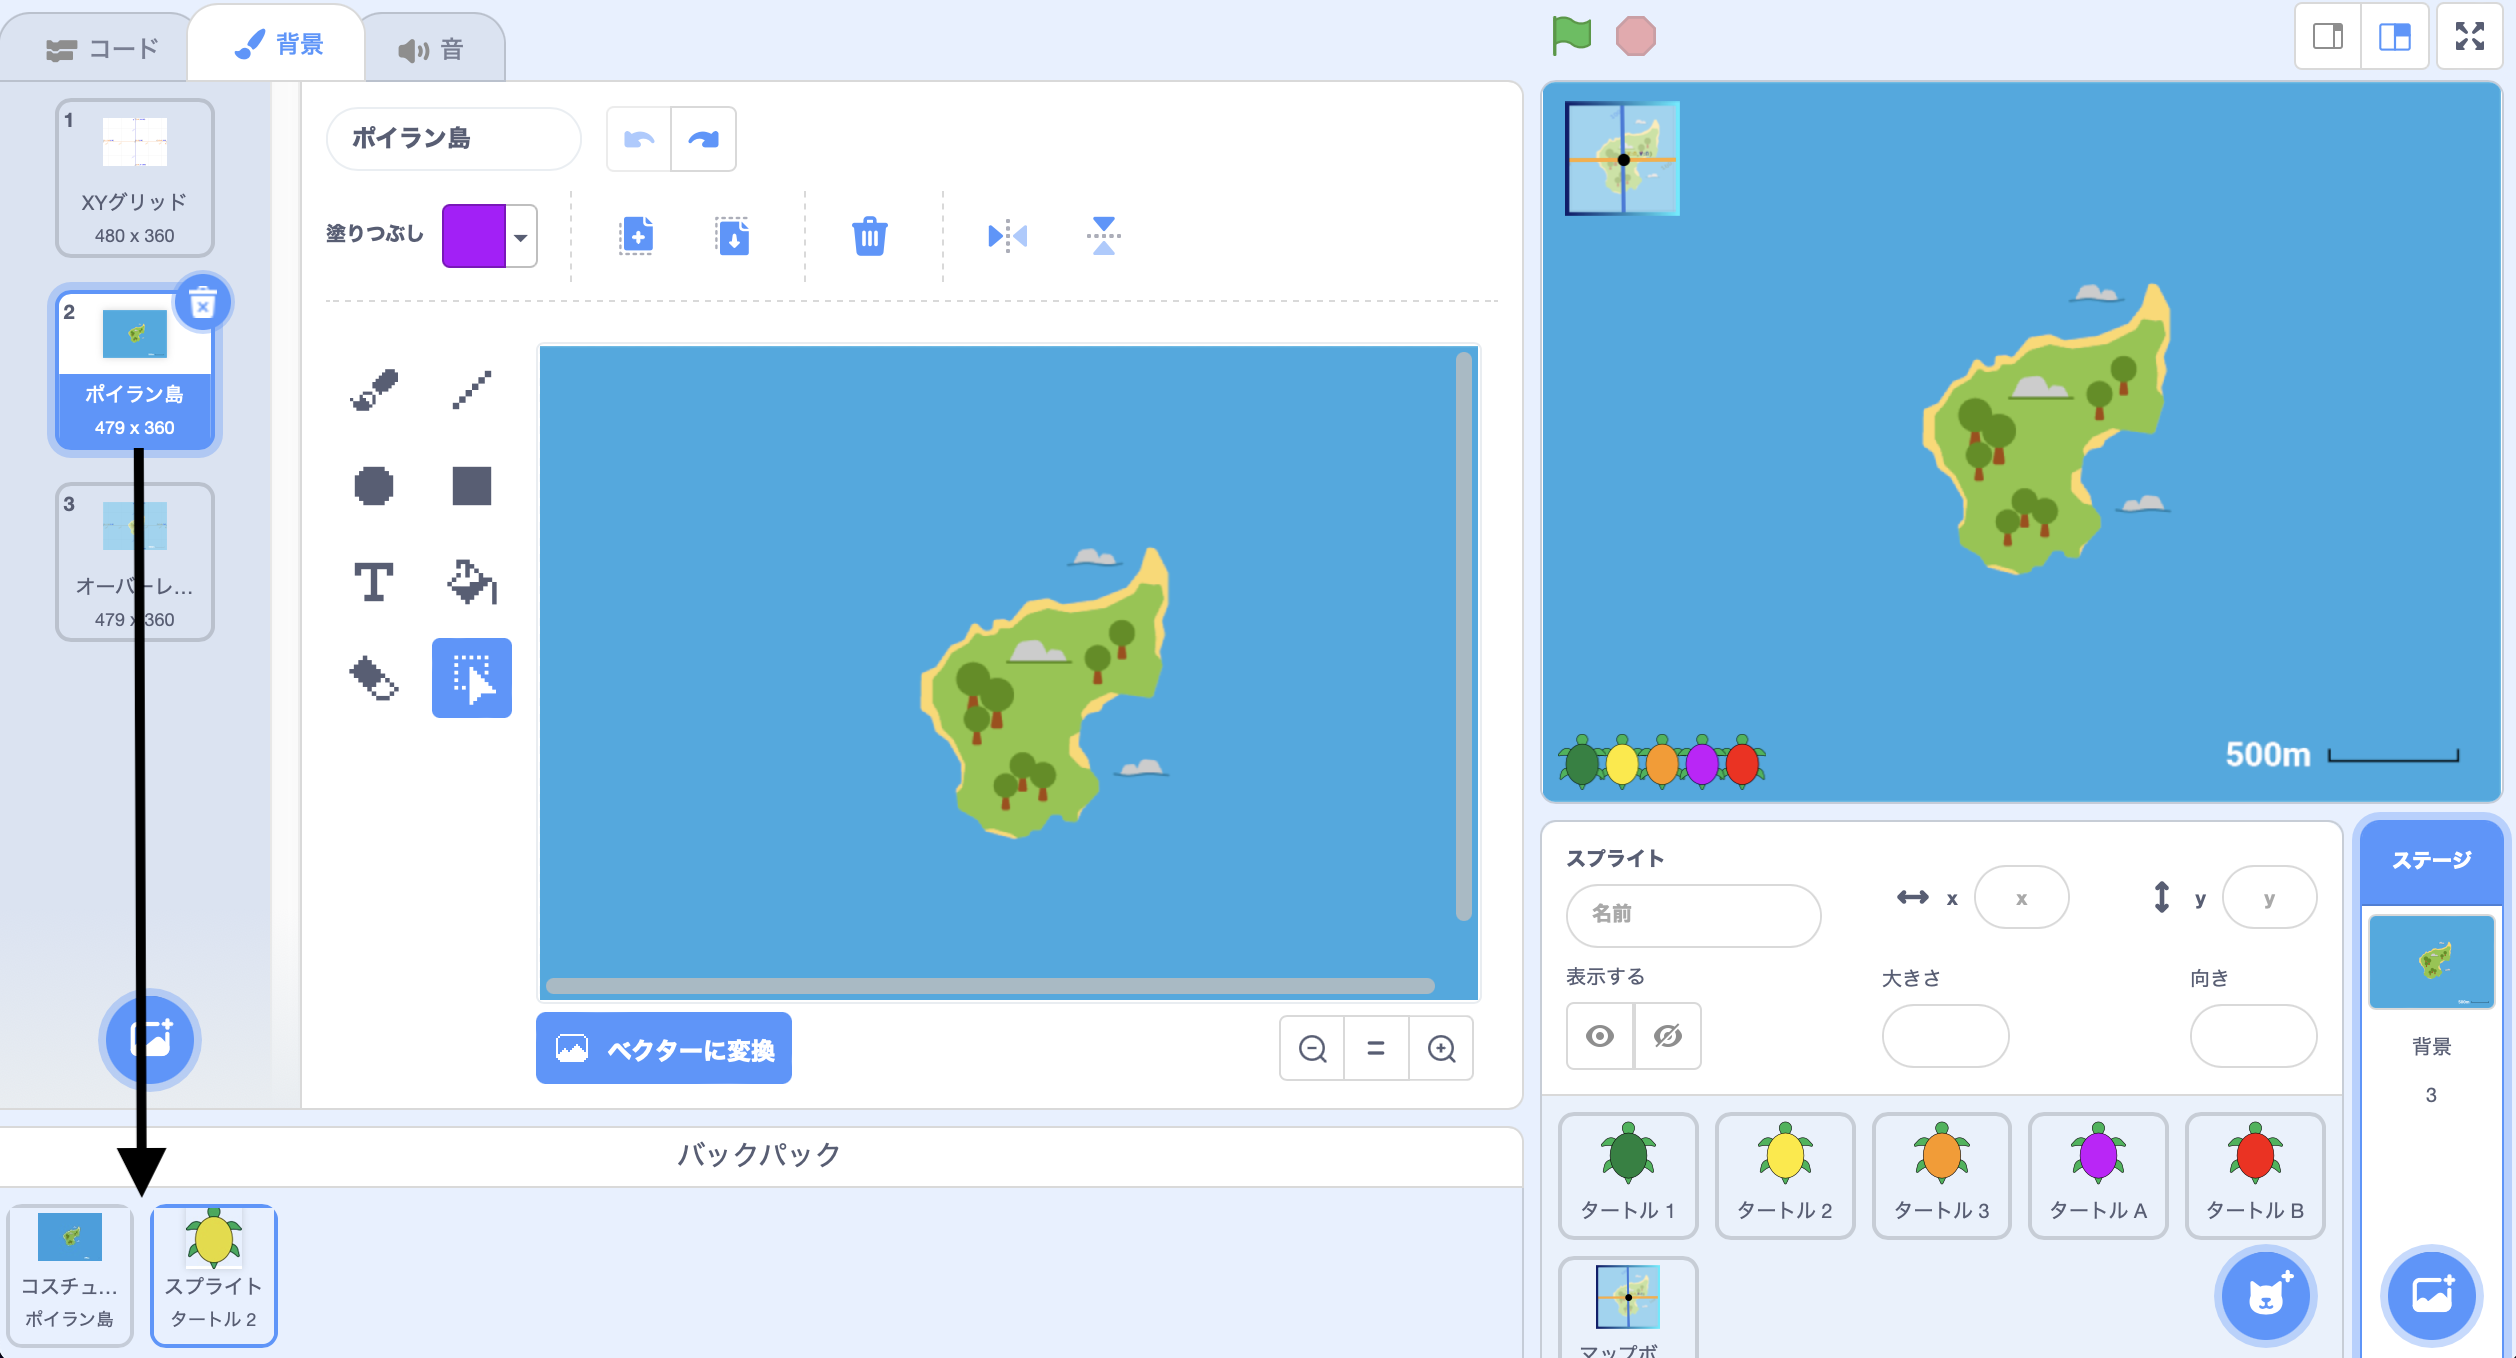 コード
背景
音
1
XYグリッド
480 x 360
2
ポイラン島
479 x 360
3
オーバーレ...
479 x 360
ポイラン島
塗りつぶし
T
ベクターに変換
バックパック
コスチュ...
ポイラン島
スプライト
タートル 2
500m
スプライト
名前
x
x
y
y
表示する
大きさ
向き
タートル 1
タートル 2
タートル 3
タートル A
タートル B
マップボ
ステージ
背景
3